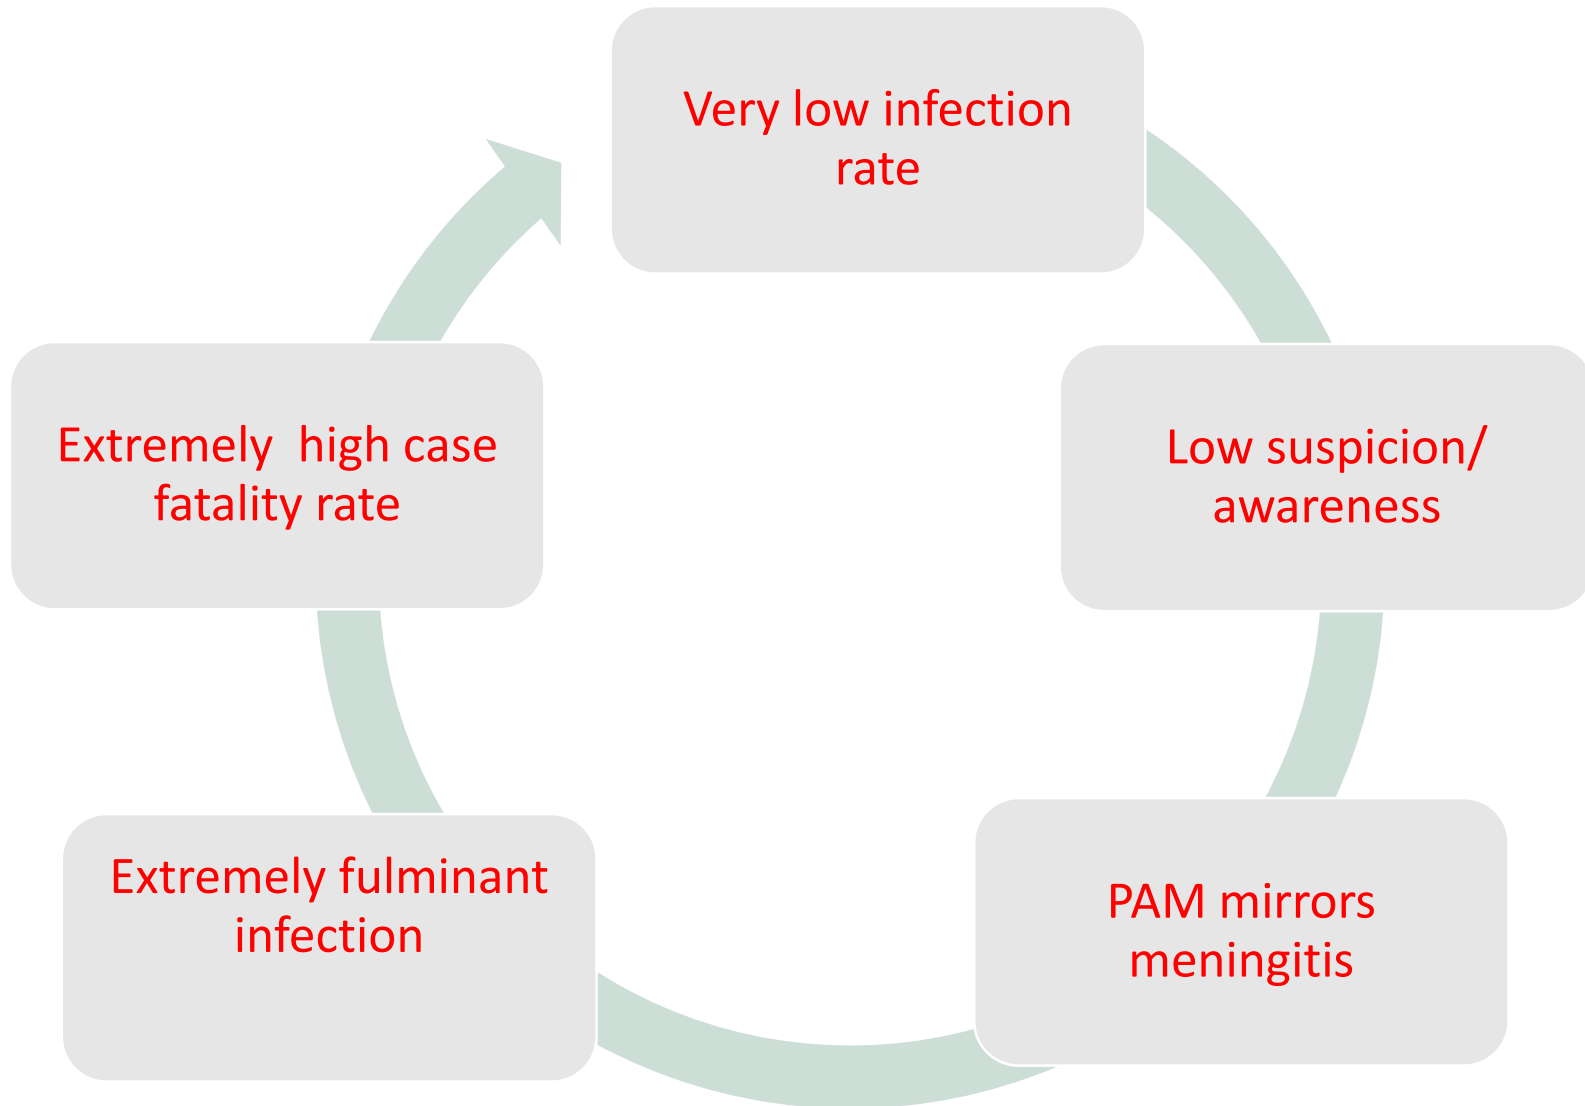 Very low infection
rate
Low suspicion/
awareness
PAM mirrors
meningitis
Extremely fulminant
infection
Extremely  high case
fatality rate